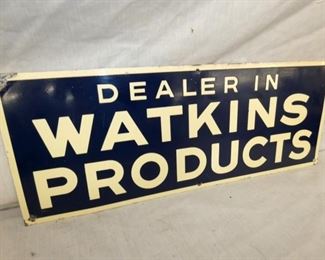 DEALER IN
WATKINS
PRODUCTS